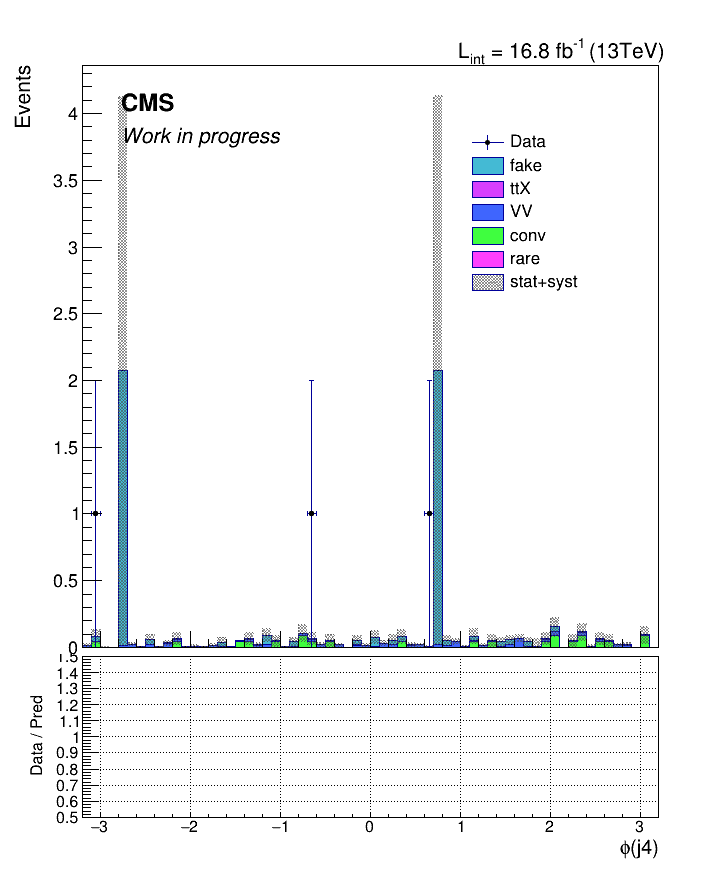 L_int = 16.8 fb^-1 (13TeV)
Events
CMS
Work in progress
Data
fake
ttX
VV
conv
rare
stat+syst
4
3.5
3
2.5
2
1.5
1
0.5
0
Data / Pred
1.5
1.4
1.3
1.2
1.1
1
0.9
0.8
0.7
0.6
0.5
−3 −2 −1 0 1 2 3
ϕ(j4)